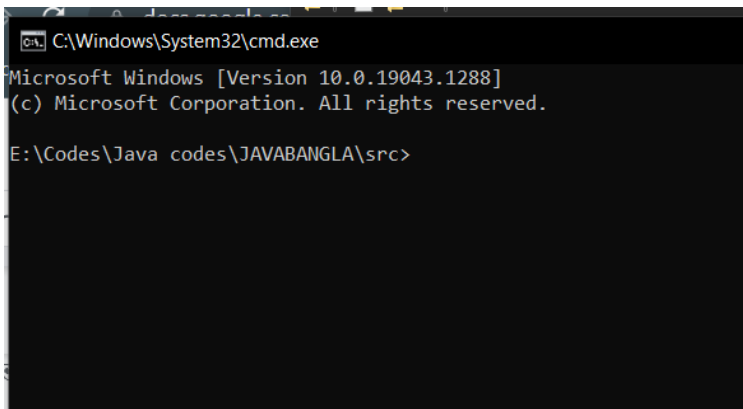 C:\Windows\System32\cmd.exe
Microsoft Windows [Version 10.0.19043.1288]
(c) Microsoft Corporation. All rights reserved.
E:\Codes\Java codes\JAVABANGLA\src>